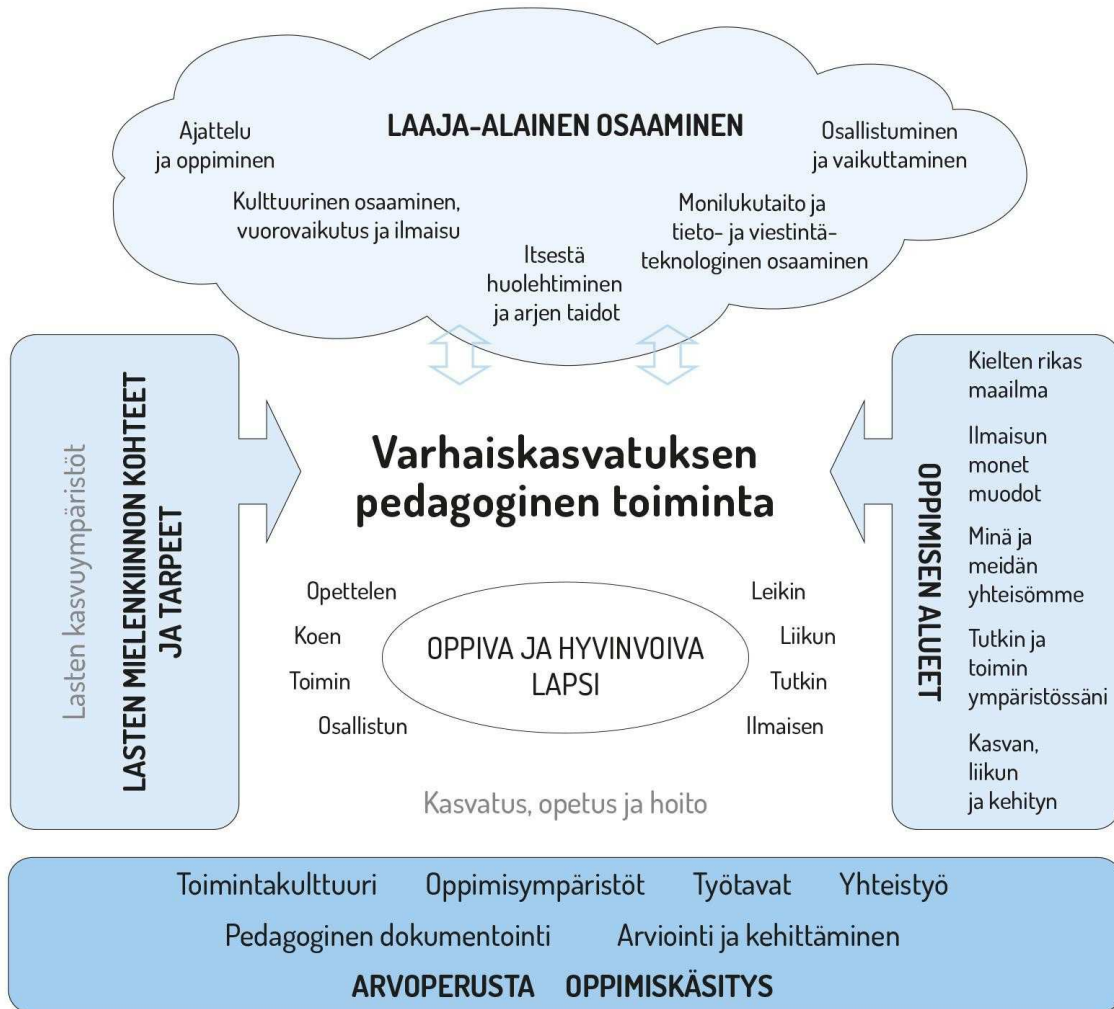 LAAJA-ALAINEN OSAAMINEN
Ajattelu
ja oppiminen
Kulttuurinen osaaminen,
vuorovaikutus ja ilmaisu
Itsestä
huolehtiminen
ja arjen taidot
Monilukutaito ja
tieto- ja viestintä-
teknologinen osaaminen
Osallistuminen
ja vaikuttaminen
Lasten kasvuympäristöt
LASTEN MIELENKIINNON KOHTEET
JA TARPEET
Varhaiskasvatuksen
pedagoginen toiminta
Opettelen
Koen
Toimin
Osallistun
OPPIVA JA HYVINVOIVA
LAPSI
Leikin
Liikun
Tutkin
Ilmaisen
Kasvatus, opetus ja hoito
OPPIMISEN ALUEET
Kielten rikas
maailma
Ilmaisun
monet
muodot
Minä ja
meidän
yhteisömme
Tutkin ja
toimin
ympäristössäni
Kasvan,
liikun
ja kehityn
Toimintakulttuuri Oppimisympäristöt Työtavat Yhteistyö
Pedagoginen dokumentointi Arviointi ja kehittäminen
ARVOPERUSTA OPPIMISKÄSITYS